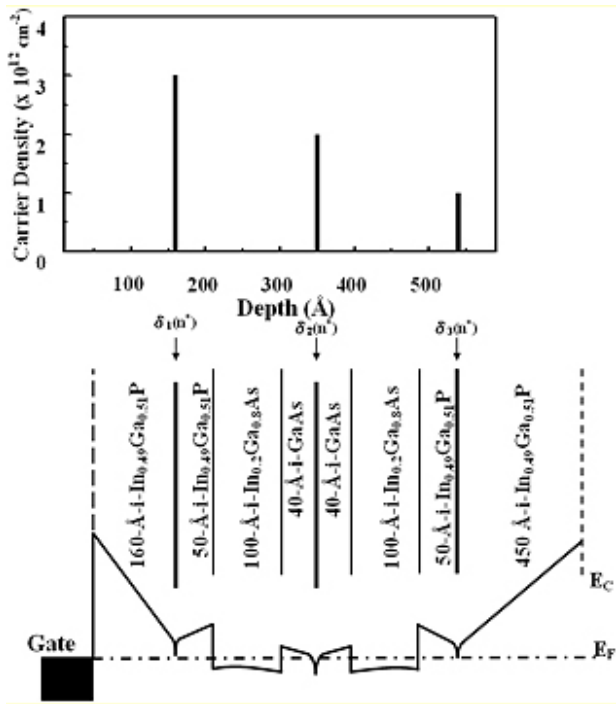 4
3
2
1
0
Carrier Density (x 10¹² cm⁻²)
100
200
300
400
500
Depth (Å)
δ₁(n⁺)
δ₂(n⁺)
δ₃(n⁺)
160-Å-i-In₀.₄₉Ga₀.₅₁P
50-Å-i-In₀.₄₉Ga₀.₅₁P
100-Å-i-In₀.₂Ga₀.₈As
40-Å-i-GaAs
40-Å-i-GaAs
100-Å-i-In₀.₂Ga₀.₈As
50-Å-i-In₀.₄₉Ga₀.₅₁P
450 Å-i-In₀.₄₉Ga₀.₅₁P
E_C
Gate
E_F